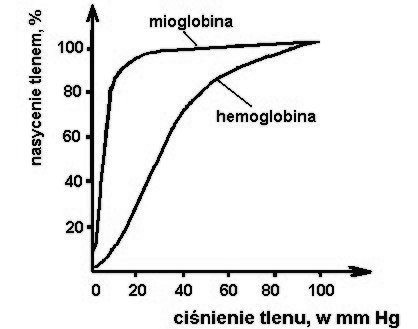 mioglobina
nasycenie tlenem, %
100
80
60
40
20
hemoglobina
0 20 40 60 80 100
ciśnienie tlenu, w mm Hg